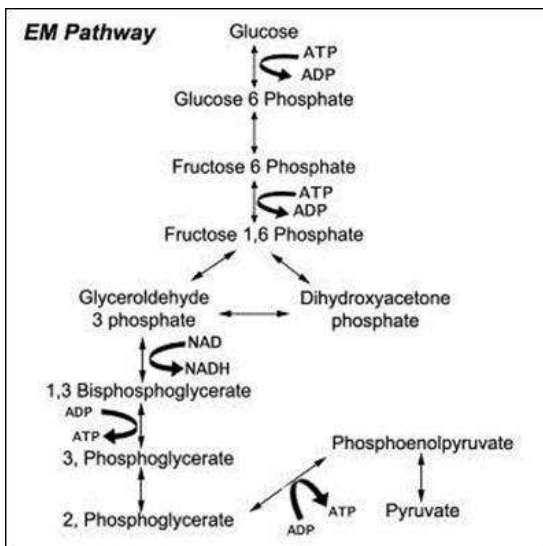 EM Pathway
Glucose
ATP
ADP
Glucose 6 Phosphate
Fructose 6 Phosphate
ATP
ADP
Fructose 1,6 Phosphate
Glyceroldehyde
3 phosphate
Dihydroxyacetone
phosphate
NAD
NADH
1,3 Bisphosphoglycerate
ADP
ATP
3, Phosphoglycerate
Phosphoenolpyruvate
2, Phosphoglycerate
ADP
ATP
Pyruvate